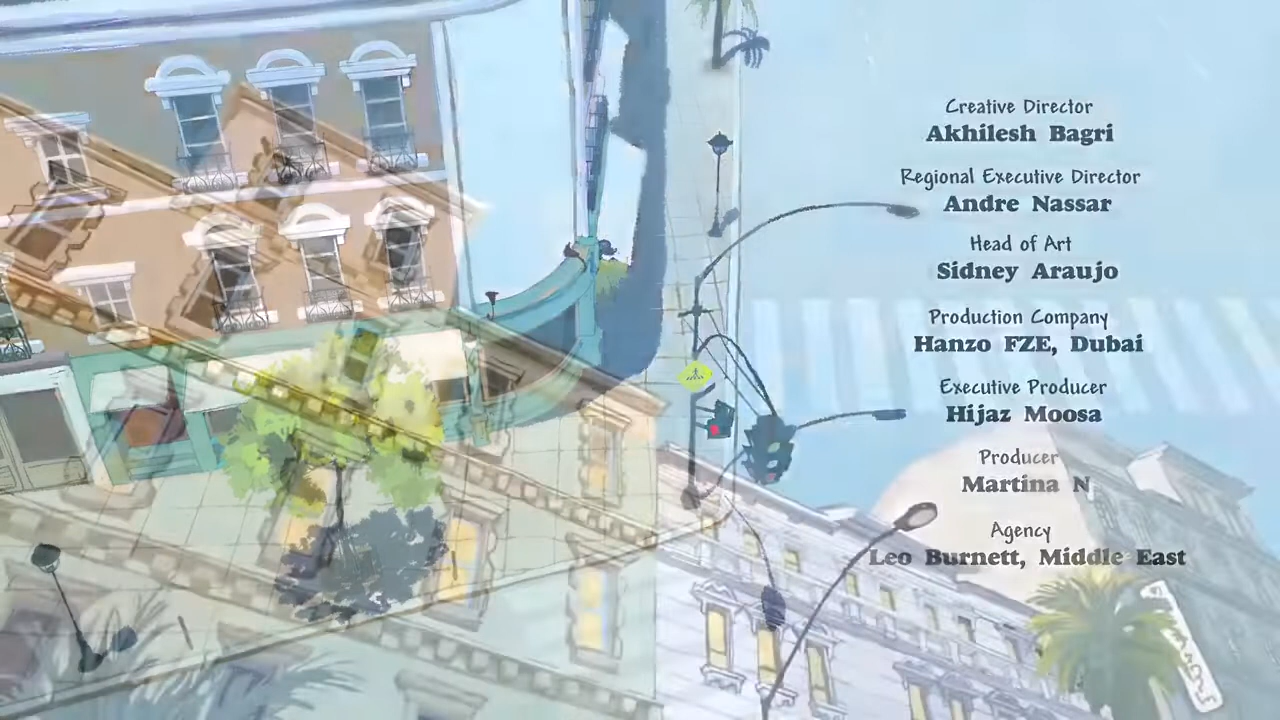 Creative Director
Akhilesh Bagri
Regional Executive Director
Andre Nassar
Head of Art
Sidney Araujo
Production Company
Hanzo FZE, Dubai
Executive Producer
Hijaz Moosa
Producer
Martina N
Agency
Leo Burnett, Middle East